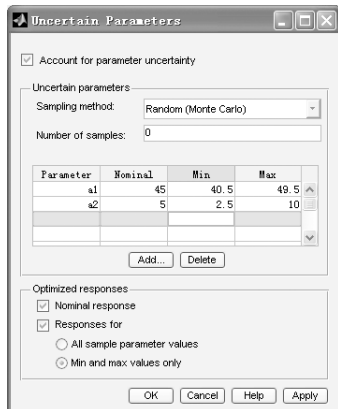 Uncertain Parameters
Account for parameter uncertainty
Uncertain parameters
Sampling method: Random (Monte Carlo)
Number of samples: 0
Parameter Nominal Min Max
a1 45 40.5 49.5
a2 5 2.5 10
Add... Delete
Optimized responses
Nominal response
Responses for
All sample parameter values
Min and max values only
OK Cancel Help Apply